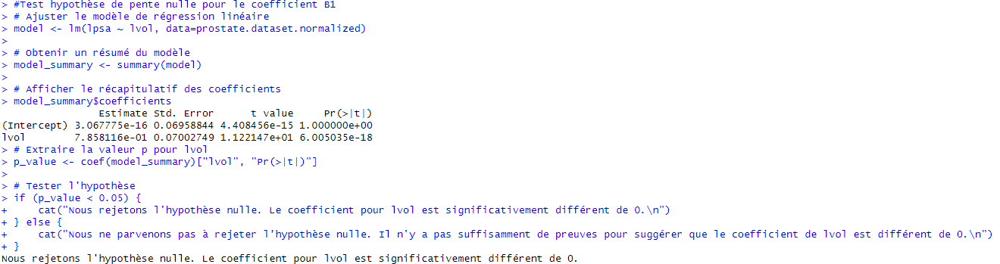 > #Test hypothèse de pente nulle pour le coefficient B1
> # Ajuster le modèle de régression linéaire
> model <- lm(lpsa ~ lvol, data=prostate.dataset.normalized)
>
> # Obtenir un résumé du modèle
> model_summary <- summary(model)
>
> # Afficher le récapitulatif des coefficients
> model_summary$coefficients
                Estimate Std. Error      t value     Pr(>|t|)
(Intercept) 3.067775e-16 0.06958844 4.408456e-15 1.000000e+00
lvol        7.858116e-01 0.07002749 1.122147e+01 6.005035e-18
> # Extraire la valeur p pour lvol
> p_value <- coef(model_summary)["lvol", "Pr(>|t|)"]
>
> # Tester l'hypothèse
> if (p_value < 0.05) {
+     cat("Nous rejetons l'hypothèse nulle. Le coefficient pour lvol est significativement différent de 0.\n")
+ } else {
+     cat("Nous ne parvenons pas à rejeter l'hypothèse nulle. Il n'y a pas suffisamment de preuves pour suggérer que le coefficient de lvol est différent de 0.\n")
+ }
Nous rejetons l'hypothèse nulle. Le coefficient pour lvol est significativement différent de 0.